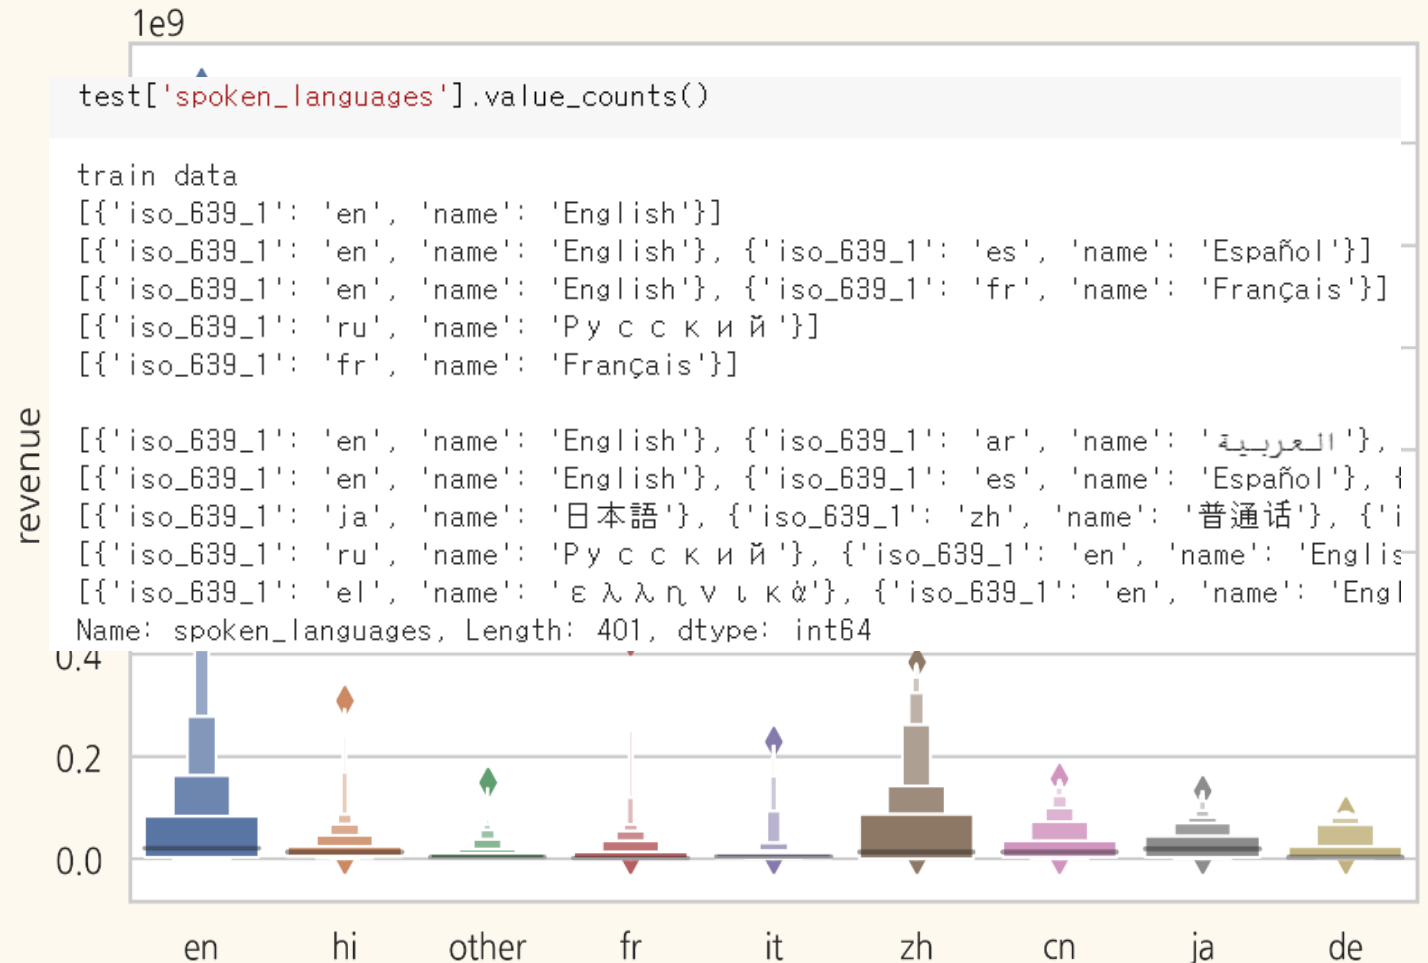 1e9
test['spoken_languages'].value_counts()
train data
[{'iso_639_1': 'en', 'name': 'English'}]
[{'iso_639_1': 'en', 'name': 'English'}, {'iso_639_1': 'es', 'name': 'Español'}]
[{'iso_639_1': 'en', 'name': 'English'}, {'iso_639_1': 'fr', 'name': 'Français'}]
[{'iso_639_1': 'ru', 'name': 'Русский'}]
[{'iso_639_1': 'fr', 'name': 'Français'}]
[{'iso_639_1': 'en', 'name': 'English'}, {'iso_639_1': 'ar', 'name': 'العربية'},
[{'iso_639_1': 'en', 'name': 'English'}, {'iso_639_1': 'es', 'name': 'Español'}, {
[{'iso_639_1': 'ja', 'name': '日本語'}, {'iso_639_1': 'zh', 'name': '普通话'}, {'i
[{'iso_639_1': 'ru', 'name': 'Русский'}, {'iso_639_1': 'en', 'name': 'Englis
[{'iso_639_1': 'el', 'name': 'ελληνικά'}, {'iso_639_1': 'en', 'name': 'Engl
Name: spoken_languages, Length: 401, dtype: int64
revenue
0.4
0.2
0.0
en hi other fr it zh cn ja de